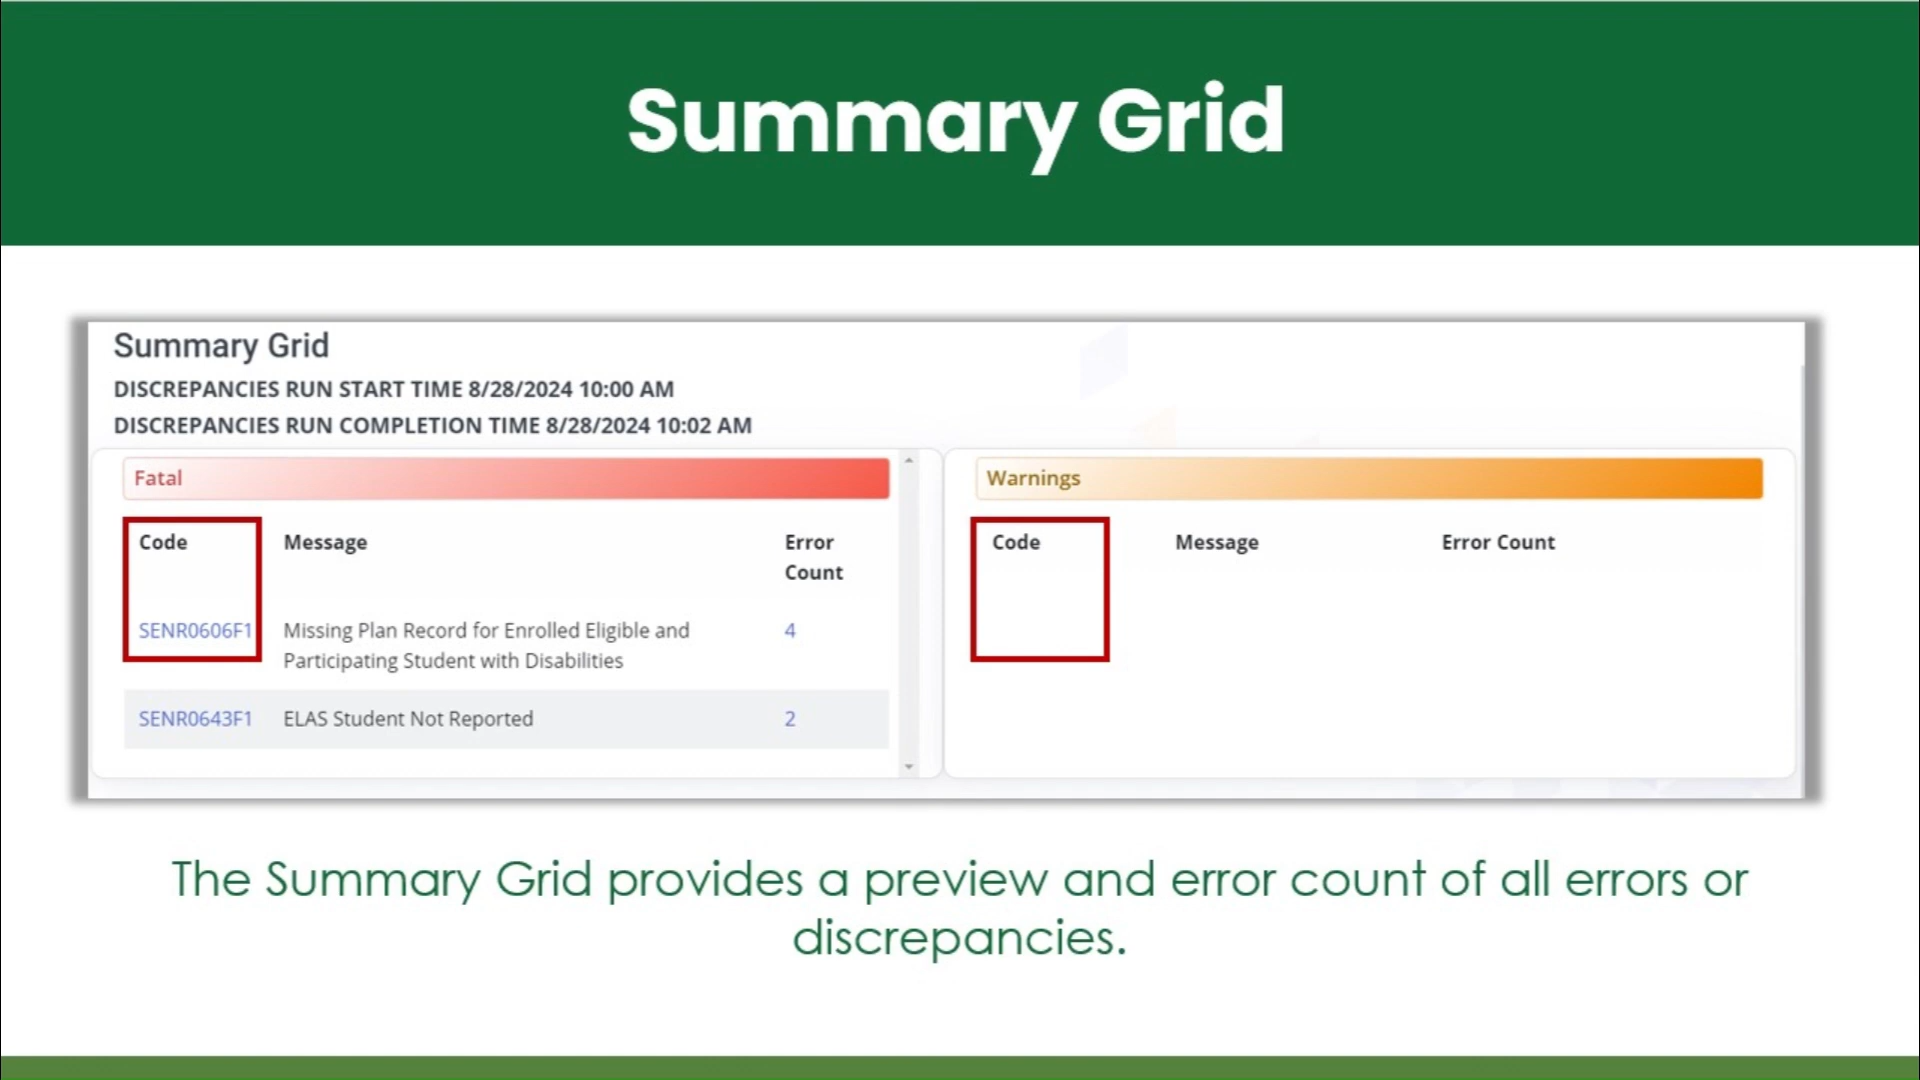 Summary Grid
Summary Grid
DISCREPANCIES RUN START TIME 8/28/2024 10:00 AM
DISCREPANCIES RUN COMPLETION TIME 8/28/2024 10:02 AM
Fatal
Code Message Error Count
SENR0606F1 Missing Plan Record for Enrolled Eligible and 4
Participating Student with Disabilities
SENR0643F1 ELAS Student Not Reported 2
Warnings
Code Message Error Count
The Summary Grid provides a preview and error count of all errors or
discrepancies.